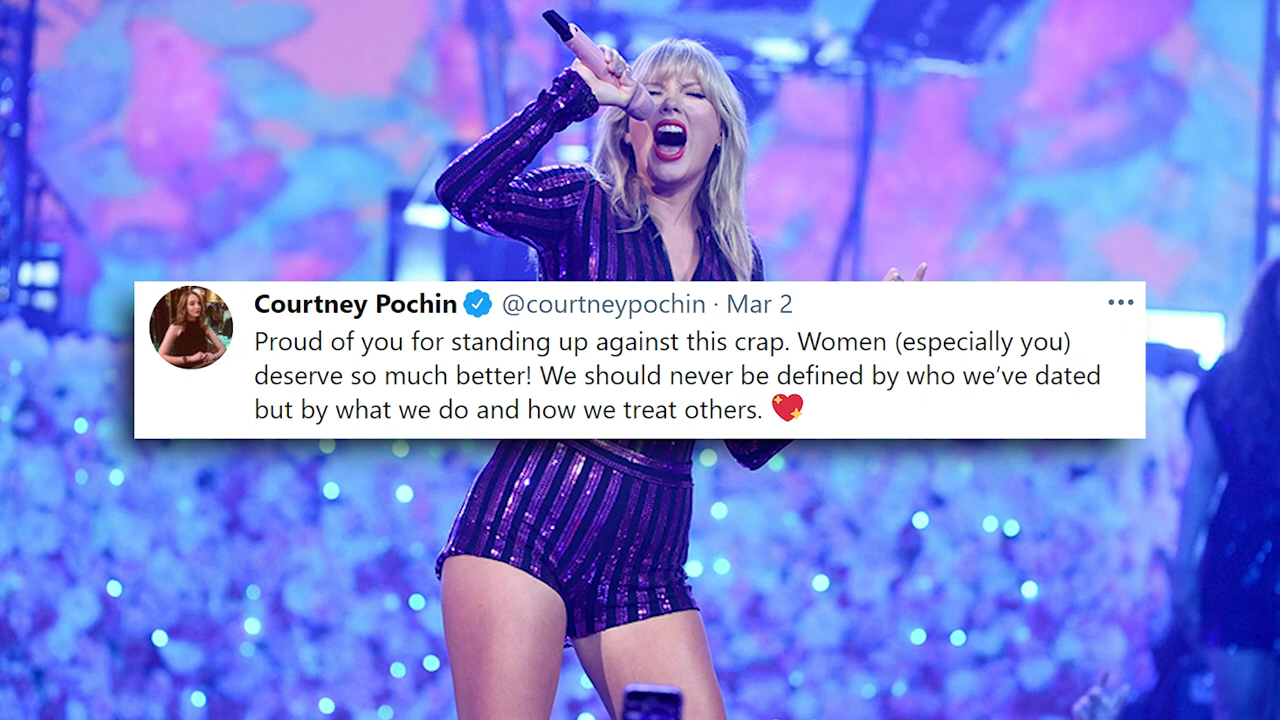 Courtney Pochin @courtneypochin · Mar 2
Proud of you for standing up against this crap. Women (especially you)
deserve so much better! We should never be defined by who we’ve dated
but by what we do and how we treat others. 💖